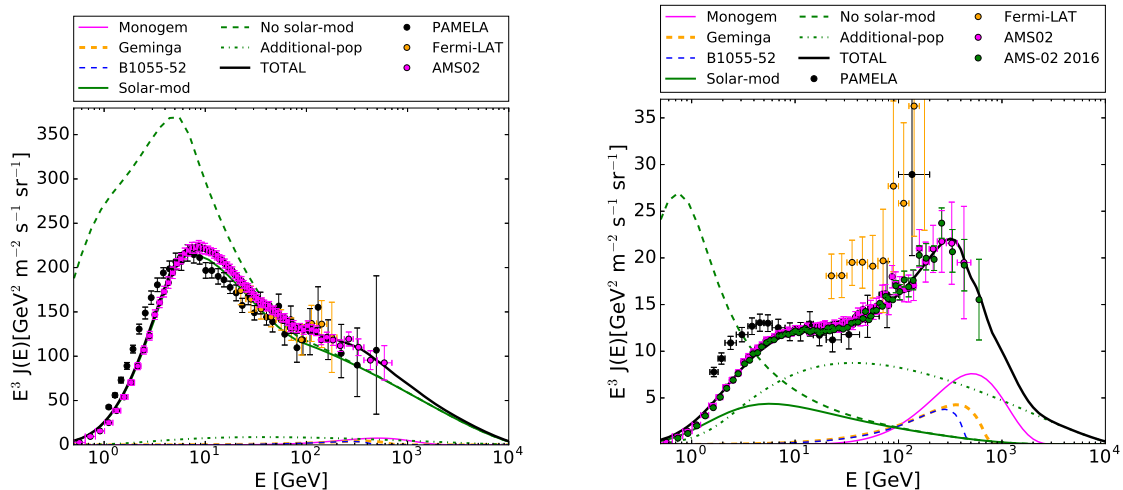 Monogem
Geminga
B1055-52
Solar-mod
No solar-mod
Additional-pop
TOTAL
PAMELA
Fermi-LAT
AMS02
E³ J(E)[GeV² m⁻² s⁻¹ sr⁻¹]
350
300
250
200
150
100
50
0
10⁰ 10¹ 10² 10³ 10⁴
E [GeV]
Monogem
Geminga
B1055-52
Solar-mod
No solar-mod
Additional-pop
TOTAL
PAMELA
Fermi-LAT
AMS02
AMS-02 2016
E³ J(E)[GeV² m⁻² s⁻¹ sr⁻¹]
35
30
25
20
15
10
5
10⁰ 10¹ 10² 10³ 10⁴
E [GeV]